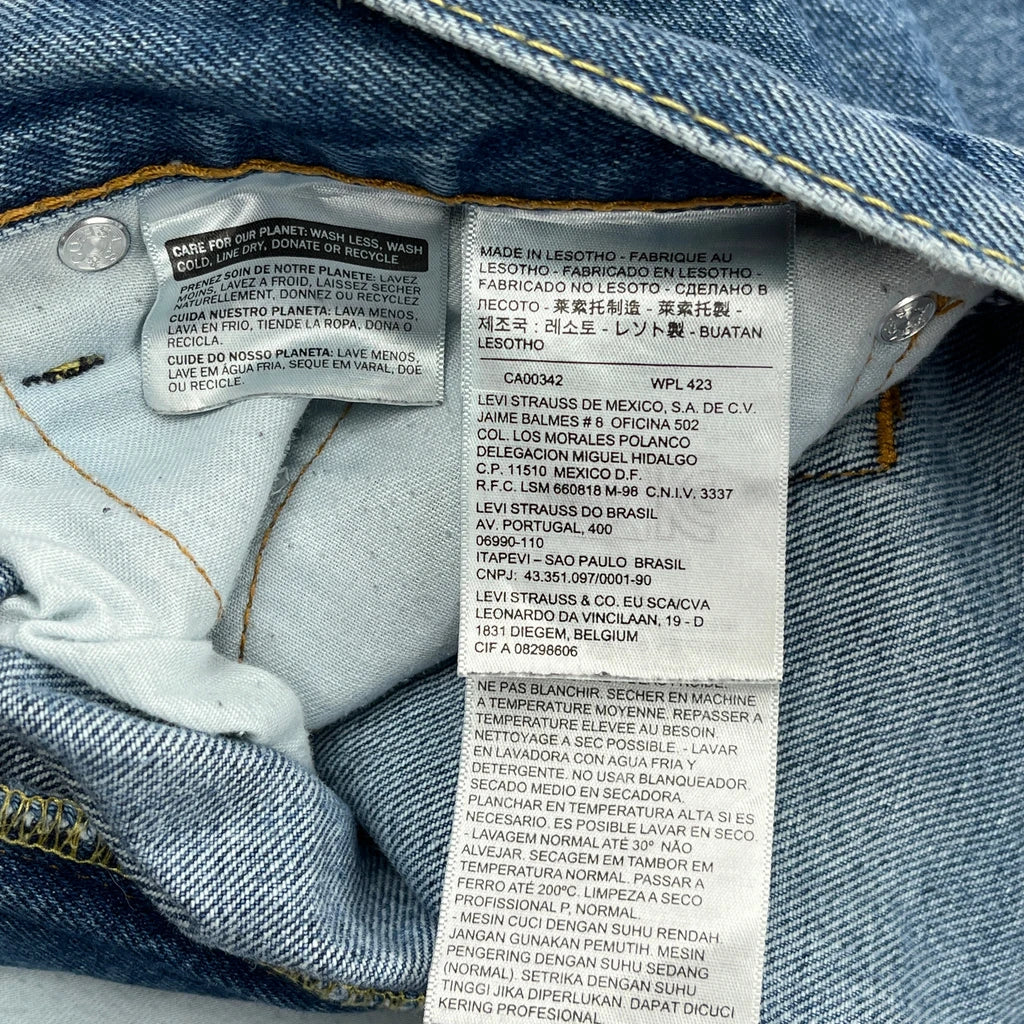 CARE FOR OUR PLANET: WASH LESS, WASH
COLD, LINE DRY, DONATE OR RECYCLE
PRENEZ SOIN DE NOTRE PLANETE: LAVEZ
MOINS, LAVEZ A FROID, LAISSEZ SECHER
NATURELLEMENT, DONNEZ OU RECYCLEZ
CUIDA NUESTRO PLANETA: LAVA MENOS,
LAVA EN FRIO, TIENDE LA ROPA, DONA O
RECICLA.
CUIDE DO NOSSO PLANETA: LAVE MENOS,
LAVE EM ÁGUA FRIA, SEQUE EM VARAL, DOE
OU RECICLE.
MADE IN LESOTHO - FABRIQUE AU
LESOTHO - FABRICADO EN LESOTHO -
FABRICADO NO LESOTO - СДЕЛАНО В
ЛЕСОТО - 萊索托制造 - 萊索托製 -
제조국 : 레소토 - レソト製 - BUATAN
LESOTHO
CA00342 WPL 423
LEVI STRAUSS DE MEXICO, S.A. DE C.V.
JAIME BALMES # 8 OFICINA 502
COL. LOS MORALES POLANCO
DELEGACION MIGUEL HIDALGO
C.P. 11510 MEXICO D.F.
R.F.C. LSM 660818 M-98 C.N.I.V. 3337
LEVI STRAUSS DO BRASIL
AV. PORTUGAL, 400
06990-110
ITAPEVI – SAO PAULO BRASIL
CNPJ: 43.351.097/0001-90
LEVI STRAUSS & CO. EU SCA/CVA
LEONARDO DA VINCILAAN, 19 - D
1831 DIEGEM, BELGIUM
CIF A 08298606
NE PAS BLANCHIR. SECHER EN MACHINE
A TEMPERATURE MOYENNE. REPASSER A
TEMPERATURE ELEVEE AU BESOIN.
NETTOYAGE A SEC POSSIBLE. - LAVAR
EN LAVADORA CON AGUA FRIA Y
DETERGENTE. NO USAR BLANQUEADOR.
SECADO MEDIO EN SECADORA.
PLANCHAR EN TEMPERATURA ALTA SI ES
NECESARIO. ES POSIBLE LAVAR EN SECO.
- LAVAGEM NORMAL ATÉ 30º NÃO
ALVEJAR. SECAGEM EM TAMBOR EM
TEMPERATURA NORMAL. PASSAR A
FERRO ATÉ 200ºC. LIMPEZA A SECO
PROFISSIONAL P, NORMAL.
- MESIN CUCI DENGAN SUHU RENDAH.
JANGAN GUNAKAN PEMUTIH. MESIN
PENGERING DENGAN SUHU SEDANG
(NORMAL). SETRIKA DENGAN SUHU
TINGGI JIKA DIPERLUKAN. DAPAT DICUCI
KERING PROFESIONAL.